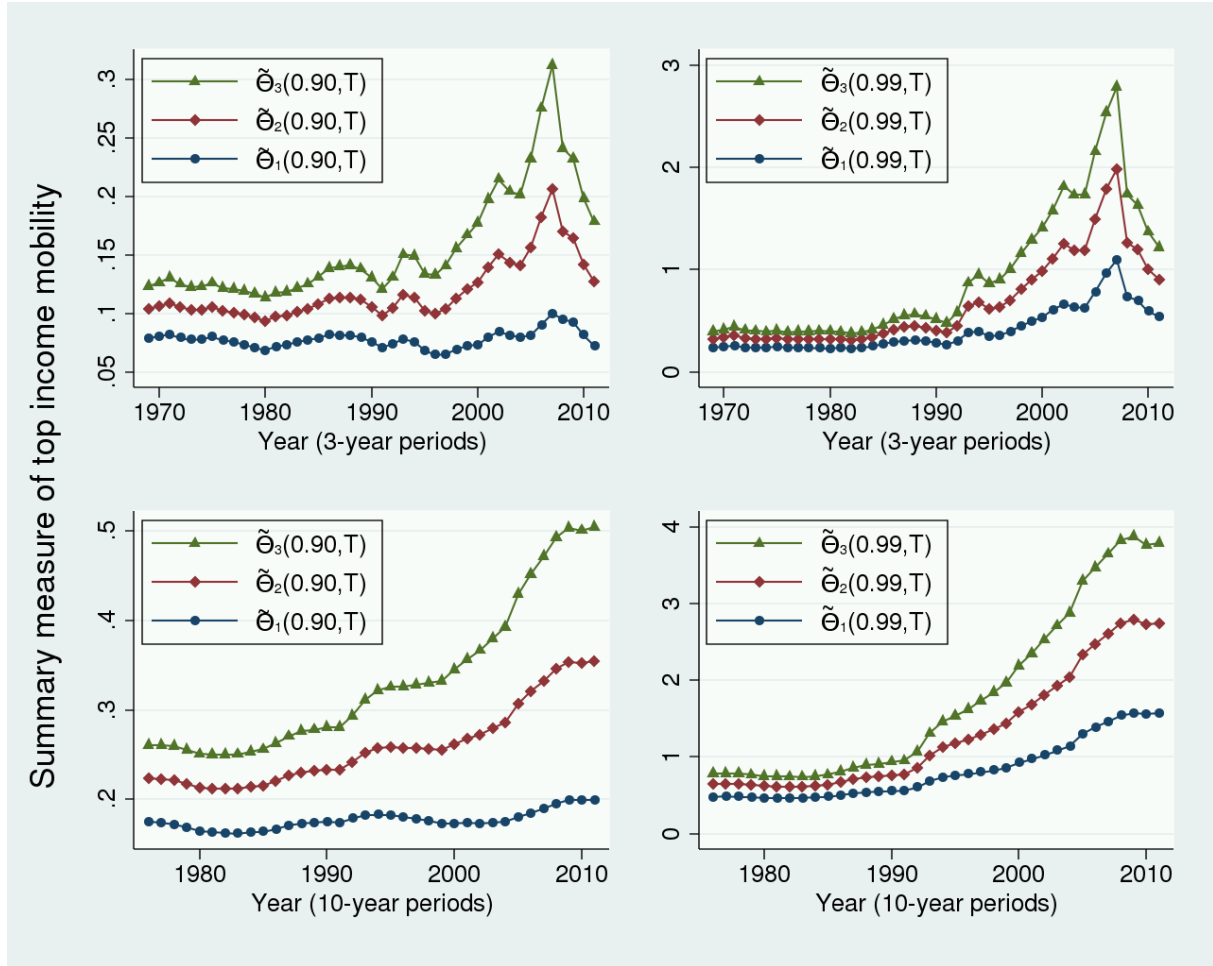 Summary measure of top income mobility
Θ̃₃(0.90,T)
Θ̃₂(0.90,T)
Θ̃₁(0.90,T)
.3
.25
.2
.15
.1
.05
1970 1980 1990 2000 2010
Year (3-year periods)
Θ̃₃(0.99,T)
Θ̃₂(0.99,T)
Θ̃₁(0.99,T)
3
2
1
0
1970 1980 1990 2000 2010
Year (3-year periods)
Θ̃₃(0.90,T)
Θ̃₂(0.90,T)
Θ̃₁(0.90,T)
.5
.4
.3
.2
1980 1990 2000 2010
Year (10-year periods)
Θ̃₃(0.99,T)
Θ̃₂(0.99,T)
Θ̃₁(0.99,T)
4
3
2
1
0
1980 1990 2000 2010
Year (10-year periods)